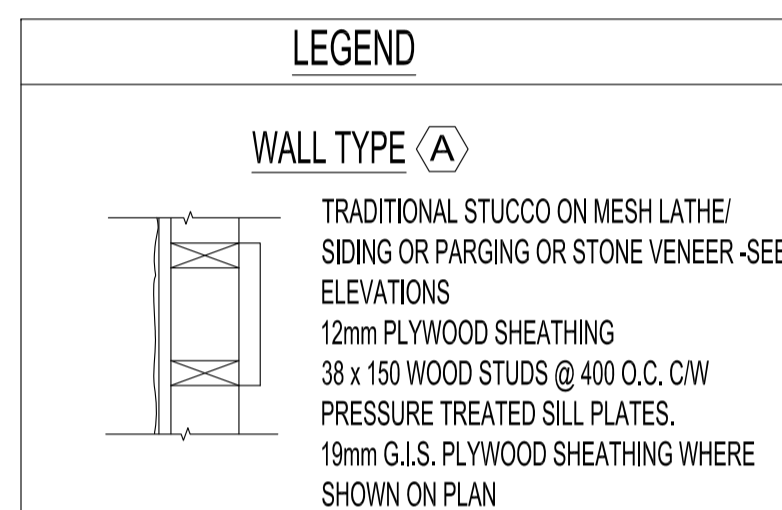 LEGEND
WALL TYPE A
TRADITIONAL STUCCO ON MESH LATHE/
SIDING OR PARGING OR STONE VENEER -SEE
ELEVATIONS
12mm PLYWOOD SHEATHING
38 x 150 WOOD STUDS @ 400 O.C. C/W
PRESSURE TREATED SILL PLATES.
19mm G.I.S. PLYWOOD SHEATHING WHERE
SHOWN ON PLAN